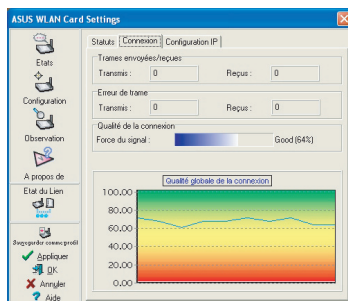 ASUS WLAN Card Settings
Etats
Configuration
Observation
A propos de
Etat du Lien
Sauvegarder comme profil
Appliquer
OK
Annuler
Aide
Statuts Connexion Configuration IP
Trames envoyées/reçues
Transmis : 0 Reçus : 0
Erreur de trame
Transmis : 0 Reçus : 0
Qualité de la connexion
Force du signal : Good (64%)
Qualité globale de la connexion
100.00
80.00
60.00
40.00
20.00
0.00